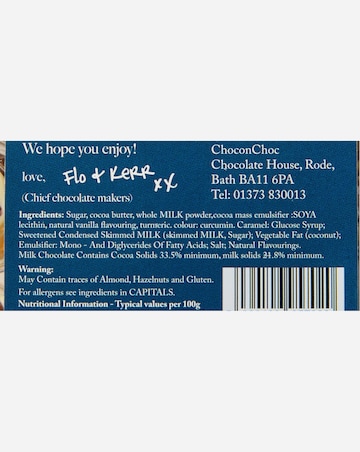 We hope you enjoy!
love, Flo & Kerr xx
(Chief chocolate makers)
ChoconChoc
Chocolate House, Rode,
Bath BA11 6PA
Tel: 01373 830013
Ingredients: Sugar, cocoa butter, whole MILK powder,cocoa mass emulsifier :SOYA
lecithin, natural vanilla flavouring, turmeric. colour: curcumin. Caramel: Glucose Syrup;
Sweetened Condensed Skimmed MILK (skimmed MILK, Sugar); Vegetable Fat (coconut);
Emulsifier: Mono - And Diglycerides Of Fatty Acids; Salt; Natural Flavourings.
Milk Chocolate Contains Cocoa Solids 33.5% minimum, milk solids 21.8% minimum.
Warning:
May Contain traces of Almond, Hazelnuts and Gluten.
For allergens see ingredients in CAPITALS.
Nutritional Information - Typical values per 100g